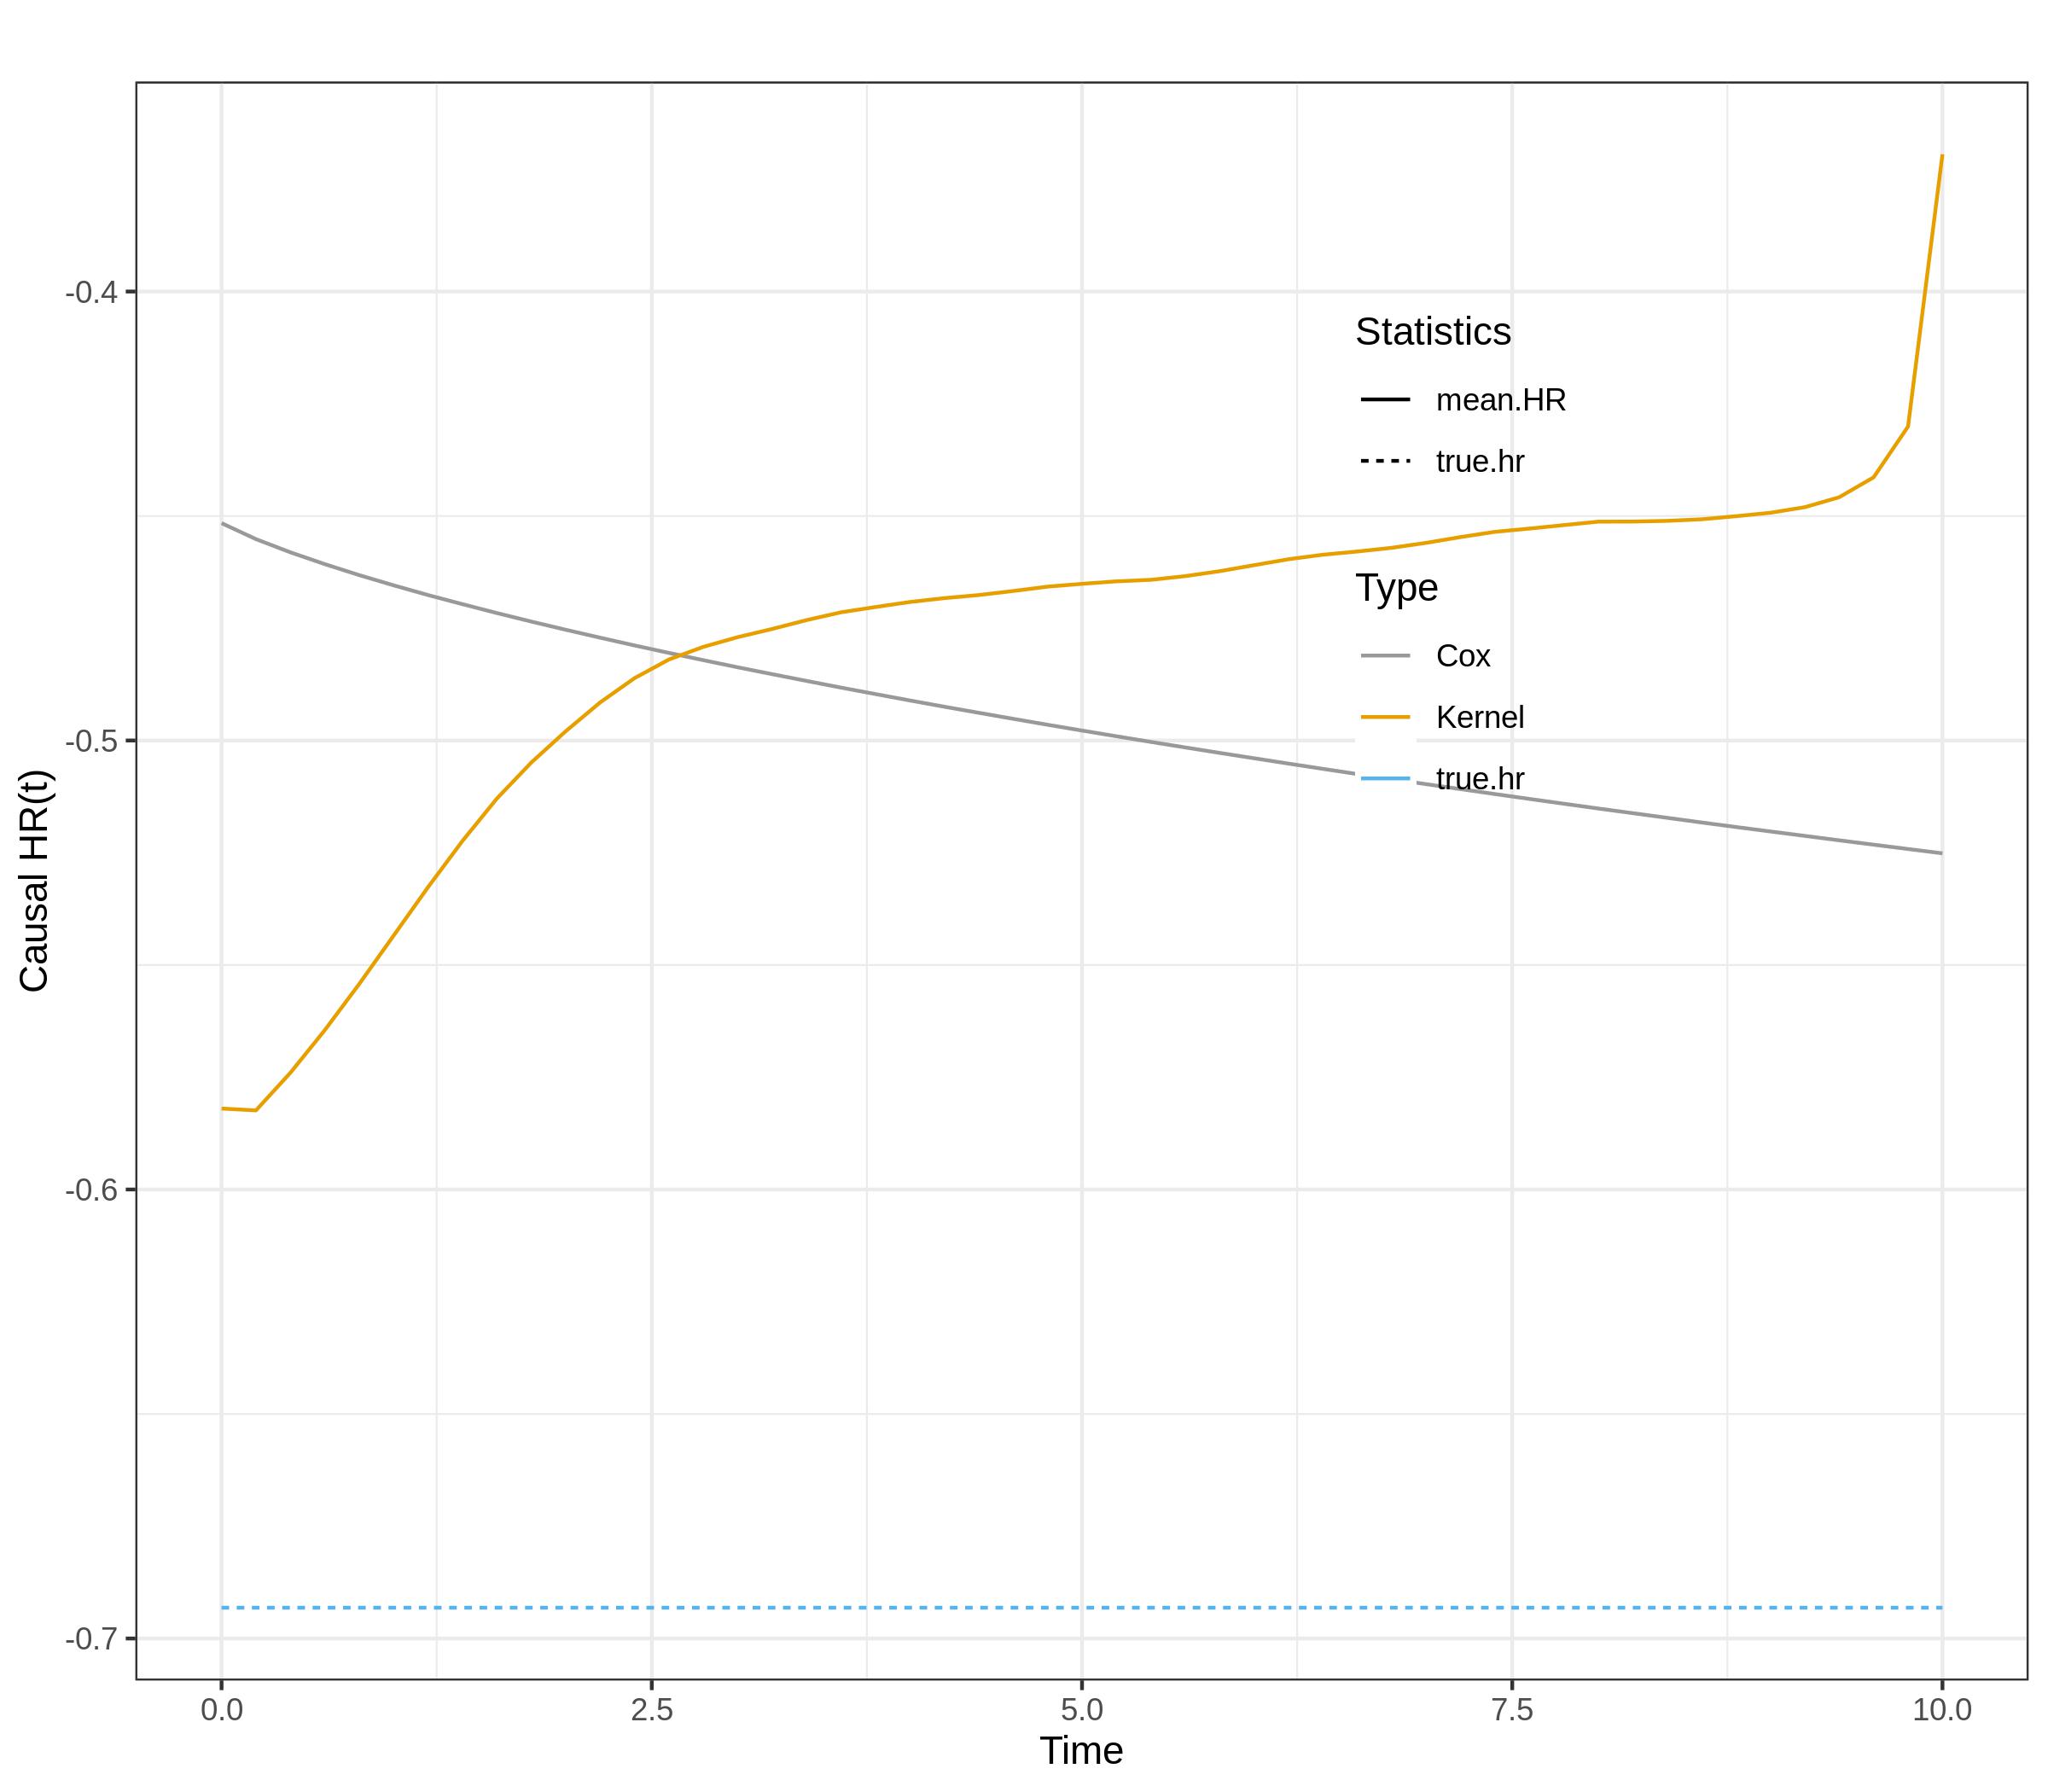 Causal HR(t)
-0.4
-0.5
-0.6
-0.7
Statistics
mean.HR
true.hr
Type
Cox
Kernel
true.hr
0.0 2.5 5.0 7.5 10.0
Time